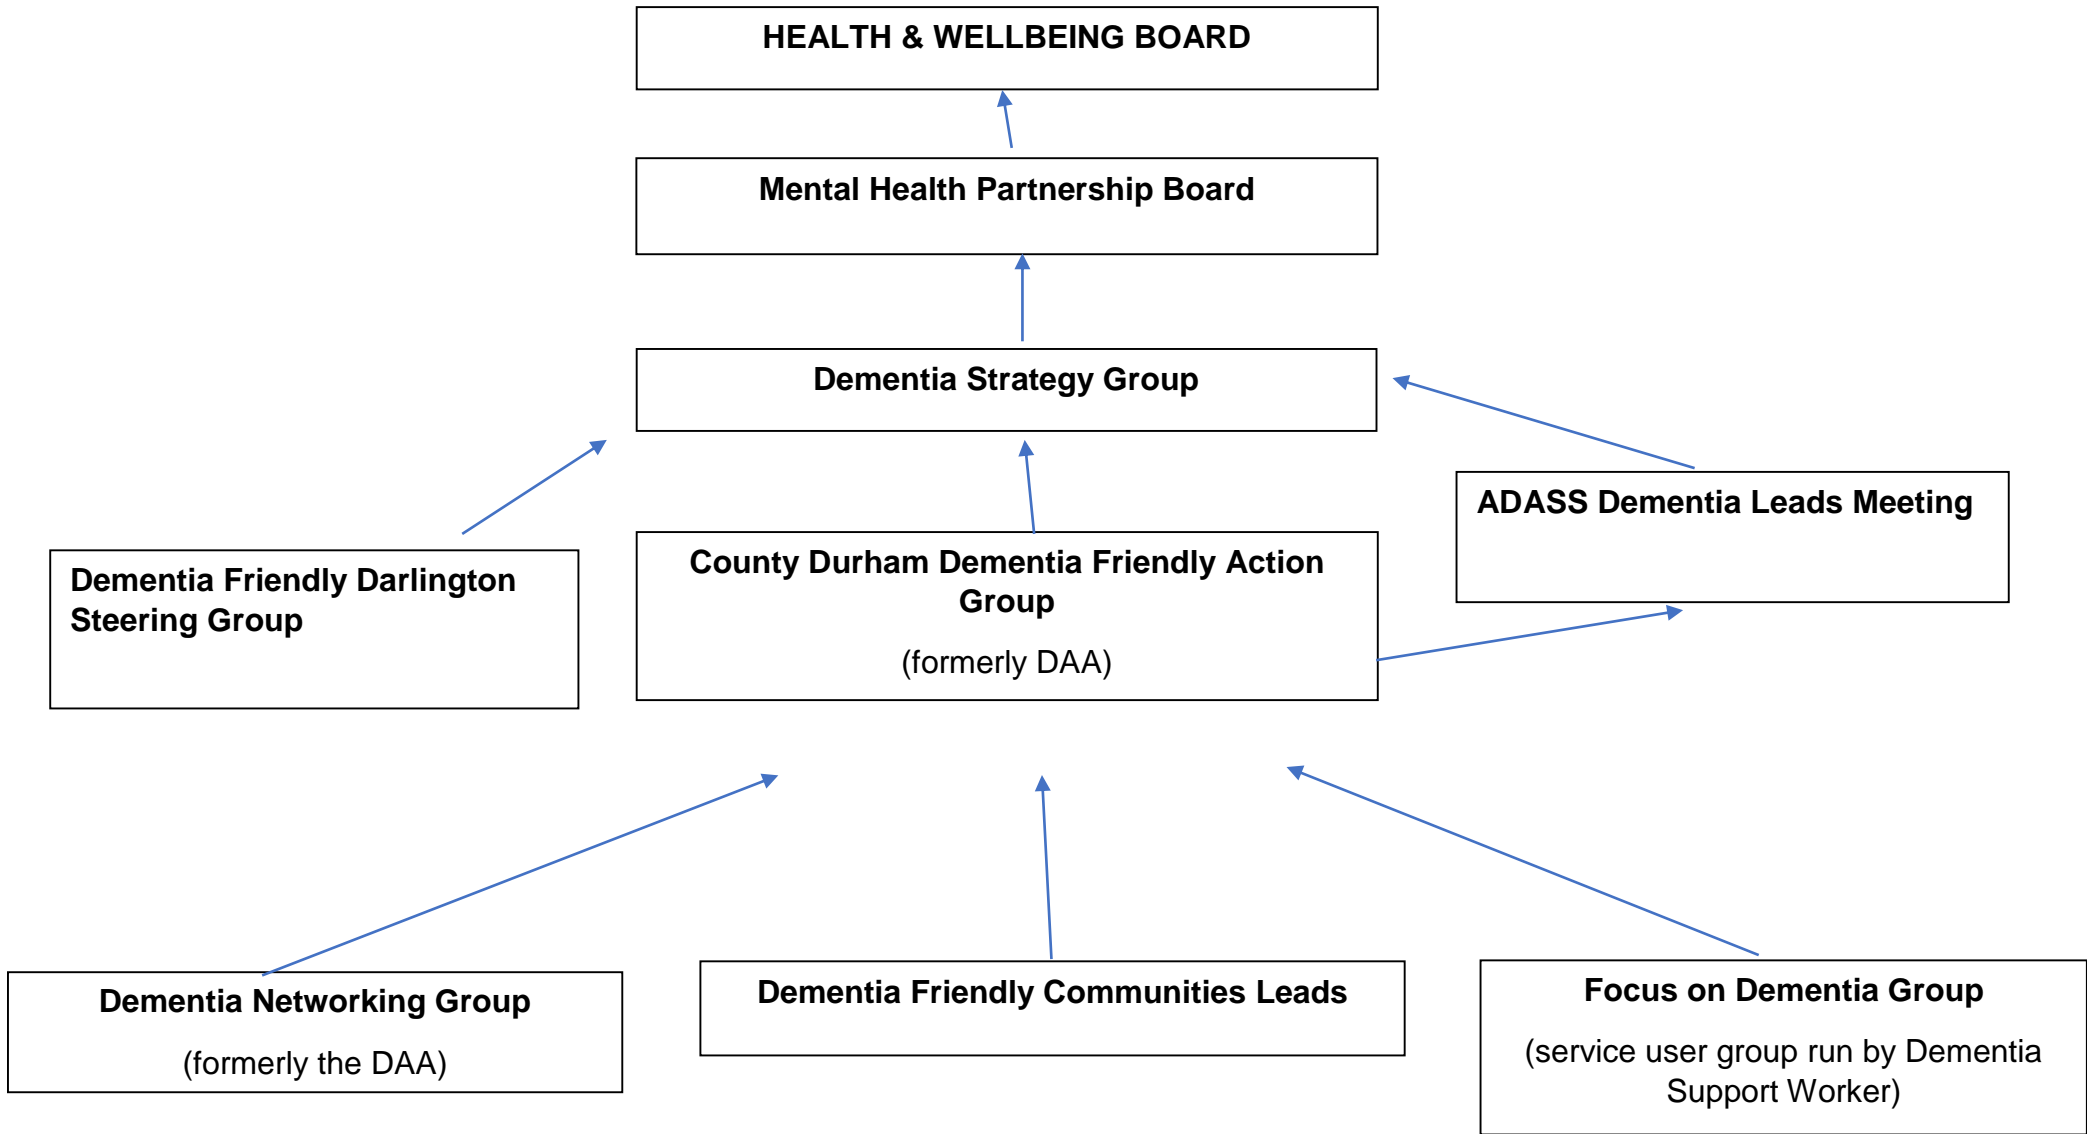 HEALTH & WELLBEING BOARD
Mental Health Partnership Board
Dementia Strategy Group
ADASS Dementia Leads Meeting
County Durham Dementia Friendly Action
Group
(formerly DAA)
Dementia Friendly Darlington
Steering Group
Dementia Networking Group
(formerly the DAA)
Dementia Friendly Communities Leads
Focus on Dementia Group
(service user group run by Dementia
Support Worker)